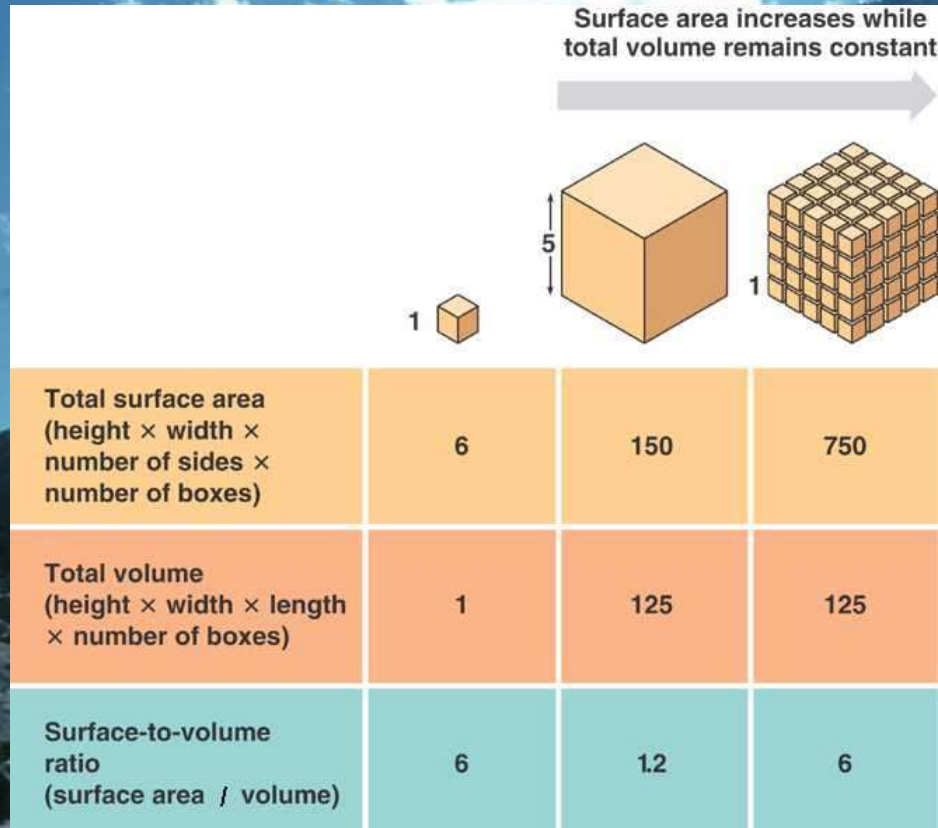 Surface area increases while
total volume remains constant
5
1
1
Total surface area
(height × width ×
number of sides ×
number of boxes)
6
150
750
Total volume
(height × width × length
× number of boxes)
1
125
125
Surface-to-volume
ratio
(surface area / volume)
6
1.2
6